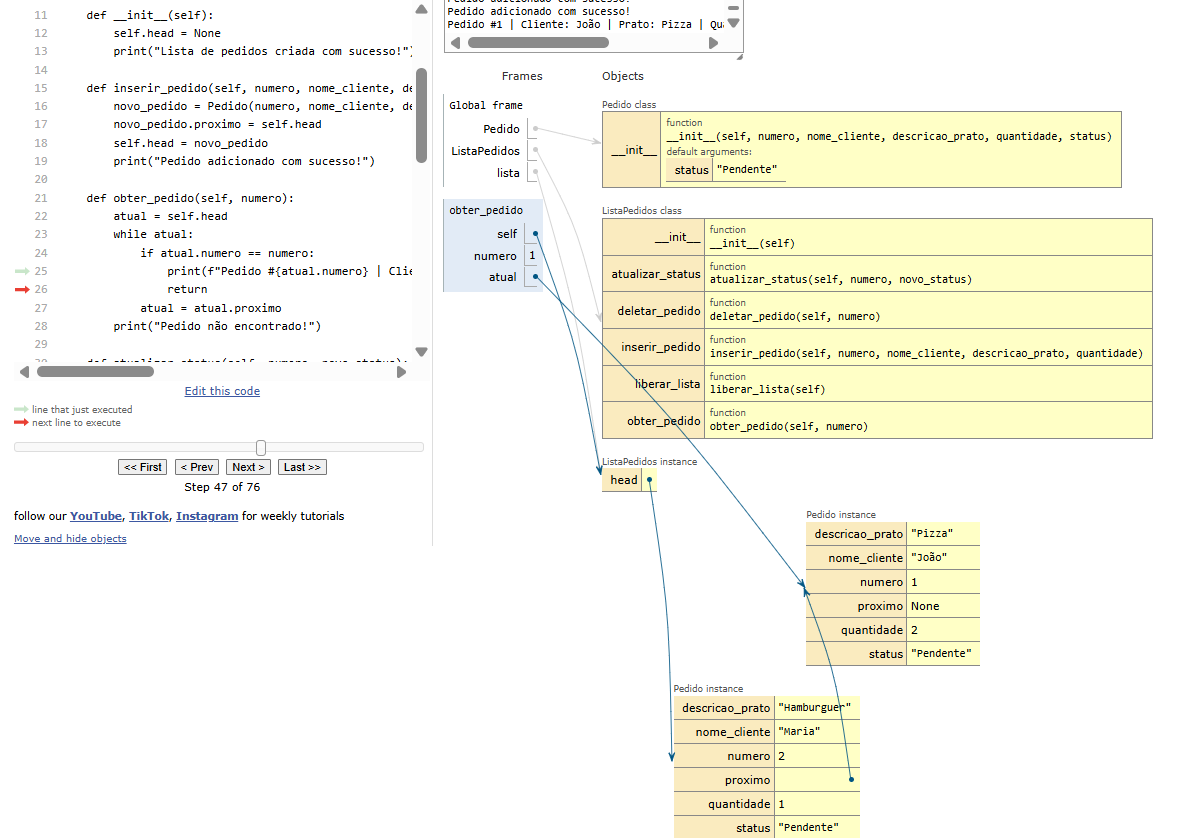 11 def __init__(self):
12 self.head = None
13 print("Lista de pedidos criada com sucesso!")
14
15 def inserir_pedido(self, numero, nome_cliente, de
16 novo_pedido = Pedido(numero, nome_cliente, de
17 novo_pedido.proximo = self.head
18 self.head = novo_pedido
19 print("Pedido adicionado com sucesso!")
20
21 def obter_pedido(self, numero):
22 atual = self.head
23 while atual:
24 if atual.numero == numero:
25 print(f"Pedido #{atual.numero} | Clie
26 return
27 atual = atual.proximo
28 print("Pedido não encontrado!")
29
30 def atualizar_status(self, numero, novo_status):
Edit this code
line that just executed
next line to execute
<< First
< Prev
Next >
Last >>
Step 47 of 76
follow our YouTube, TikTok, Instagram for weekly tutorials
Move and hide objects
Pedido adicionado com sucesso!
Pedido adicionado com sucesso!
Pedido #1 | Cliente: João | Prato: Pizza | Qu
Frames
Objects
Global frame
Pedido
ListaPedidos
lista
obter_pedido
self
numero 1
atual
Pedido class
__init__
function
__init__(self, numero, nome_cliente, descricao_prato, quantidade, status)
default arguments:
status "Pendente"
ListaPedidos class
__init__
function
__init__(self)
atualizar_status
function
atualizar_status(self, numero, novo_status)
deletar_pedido
function
deletar_pedido(self, numero)
inserir_pedido
function
inserir_pedido(self, numero, nome_cliente, descricao_prato, quantidade)
liberar_lista
function
liberar_lista(self)
obter_pedido
function
obter_pedido(self, numero)
ListaPedidos instance
head
Pedido instance
descricao_prato "Pizza"
nome_cliente "João"
numero 1
proximo None
quantidade 2
status "Pendente"
Pedido instance
descricao_prato "Hamburguer"
nome_cliente "Maria"
numero 2
proximo
quantidade 1
status "Pendente"